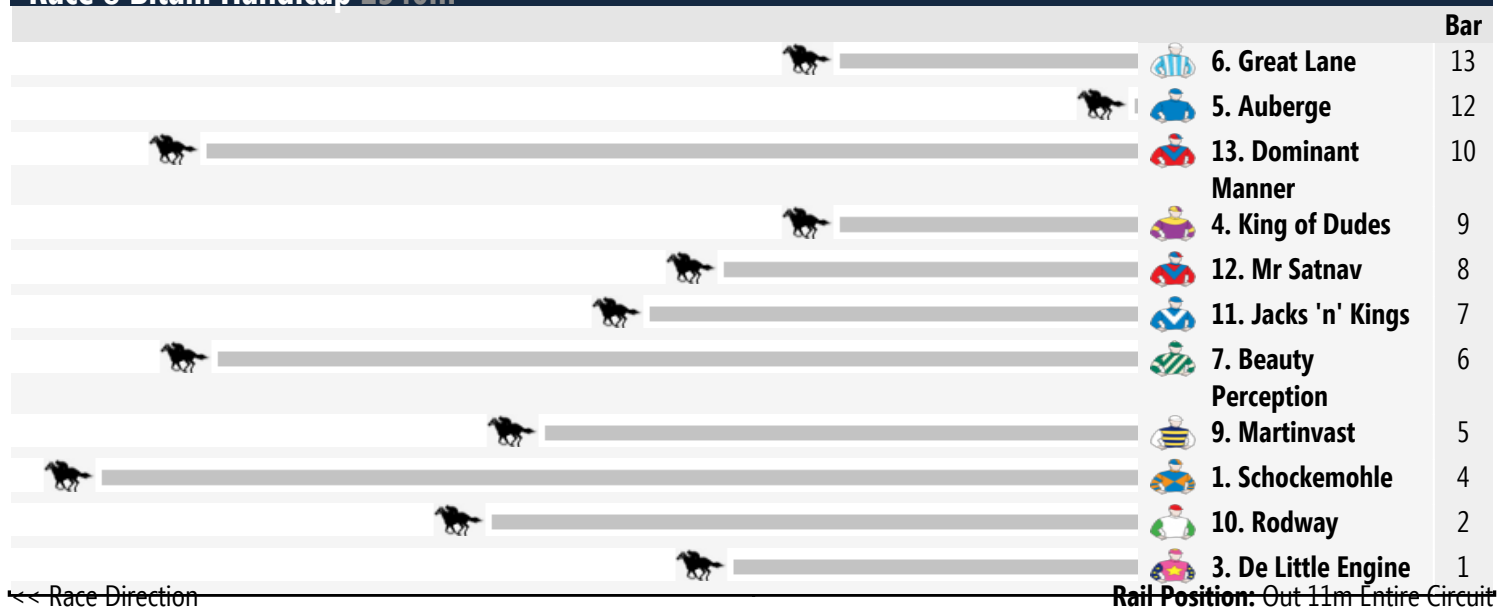 Bar
6. Great Lane 13
5. Auberge 12
13. Dominant 10
Manner
4. King of Dudes 9
12. Mr Satnav 8
11. Jacks 'n' Kings 7
7. Beauty 6
Perception
9. Martinvast 5
1. Schockemohle 4
10. Rodway 2
3. De Little Engine 1
<< Race Direction Rail Position: Out 11m Entire Circuit